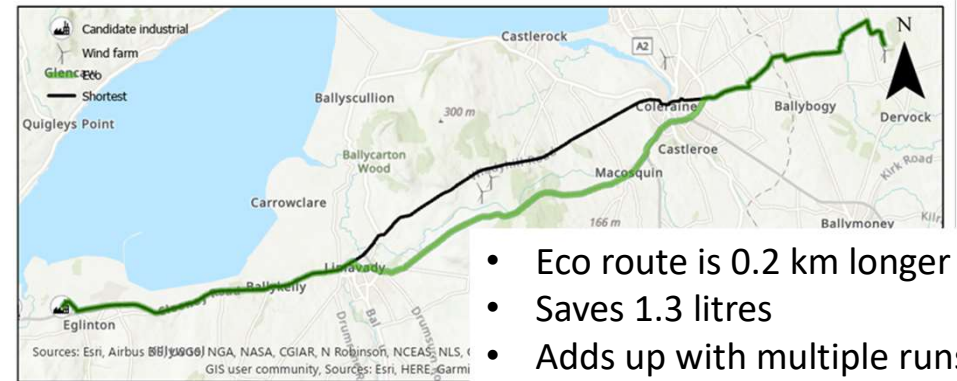 Candidate industrial
Wind farm
Eco
Shortest
Quigleys Point
Castlerock
A2
N
Ballyscullion
300 m
Coleraine
Ballybogy
Dervock
Ballycarton
Wood
Castleroe
Kirk Road
Macosquin
Carrowclare
166 m
Ballymoney
Limavady
Ballykelly
Road
Eglinton
Sources: Esri, Airbus USGS, NGA, NASA, CGIAR, N Robinson, NCEAS, NLS,
GIS user community, Sources: Esri, HERE, Garmi
• Eco route is 0.2 km longer
• Saves 1.3 litres
• Adds up with multiple runs